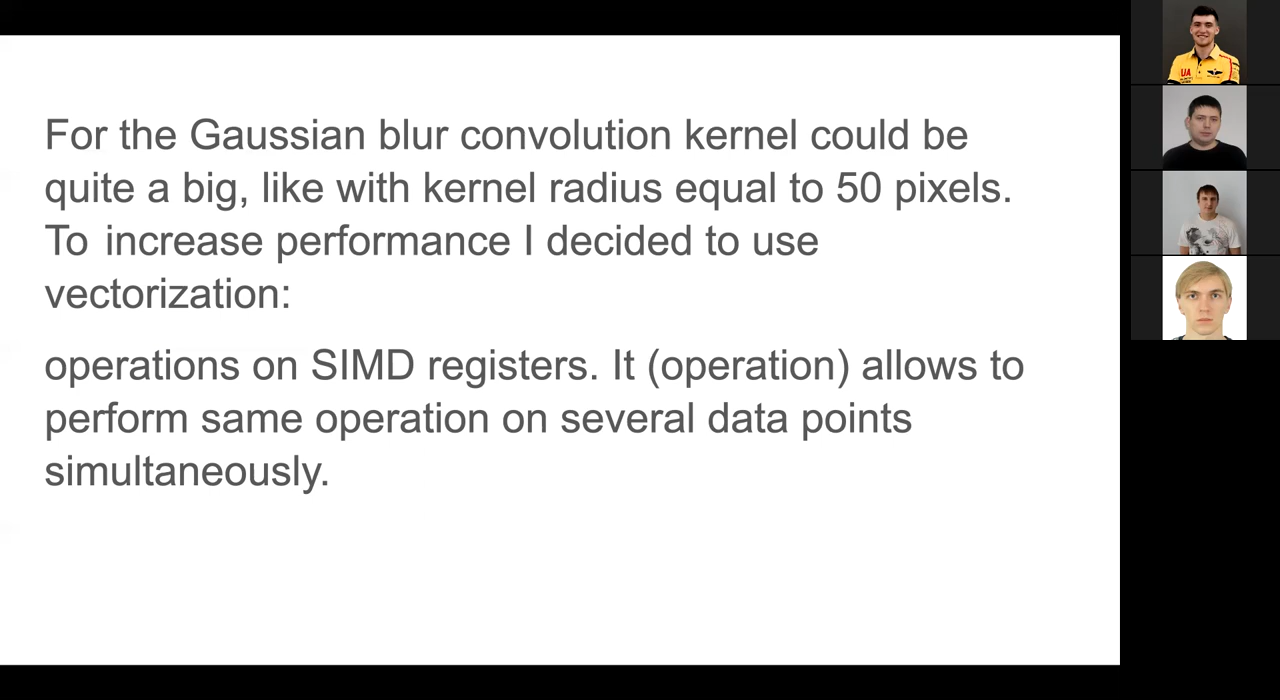 For the Gaussian blur convolution kernel could be
quite a big, like with kernel radius equal to 50 pixels.
To increase performance I decided to use
vectorization:
operations on SIMD registers. It (operation) allows to
perform same operation on several data points
simultaneously.
UA